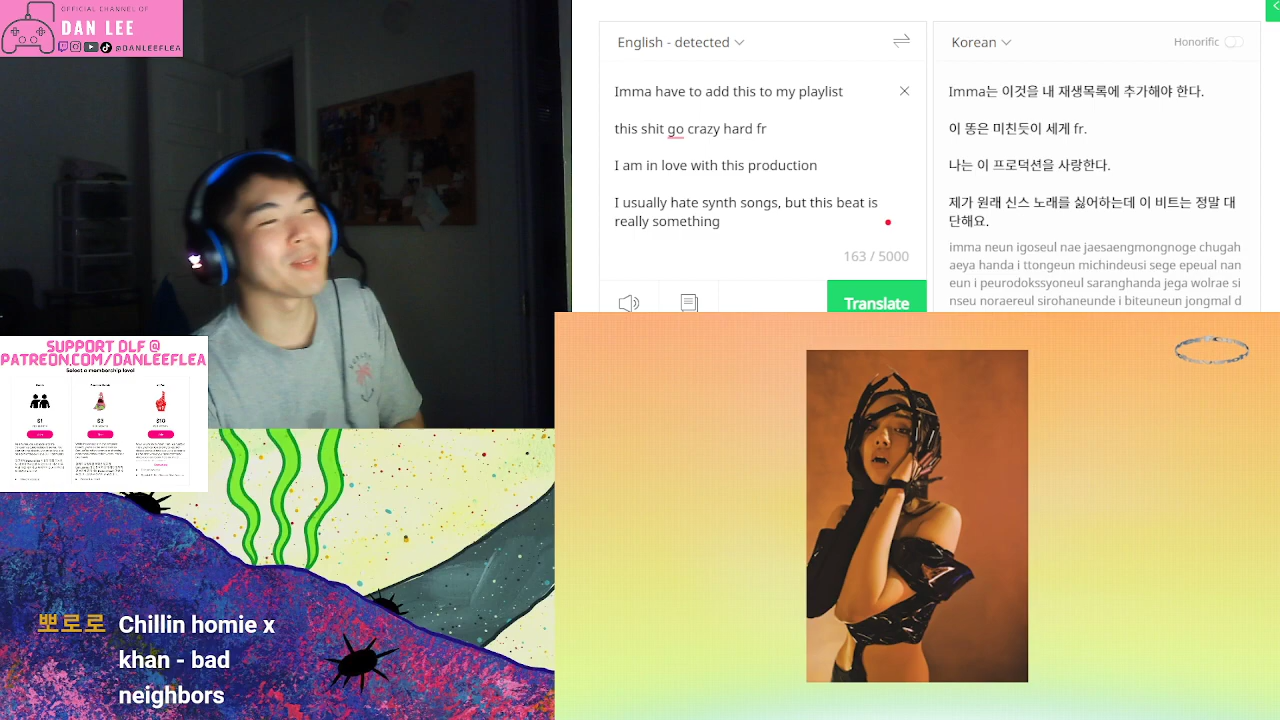 OFFICIAL CHANNEL OF
DAN LEE
@DANLEEFLEA
English - detected
Imma have to add this to my playlist
this shit go crazy hard fr
I am in love with this production
I usually hate synth songs, but this beat is
really something
163 / 5000
Translate
Korean
Honorific
Imma는 이것을 내 재생목록에 추가해야 한다.
이 똥은 미친듯이 세게 fr.
나는 이 프로덕션을 사랑한다.
제가 원래 신스 노래를 싫어하는데 이 비트는 정말 대
단해요.
imma neun igoseul nae jaesaengmongnoge chugah
aeya handa i ttongeun michindeusi sege epeual nan
eun i peurodokssyoneul saranghanda jega wolrae si
nseu noraereul sirohaneunde i biteuneun jongmal d
SUPPORT DLF @
PATREON.COM/DANLEEFLEA
Select a membership level
$1
$3
$10
뽀로로 Chillin homie x
khan - bad
neighbors